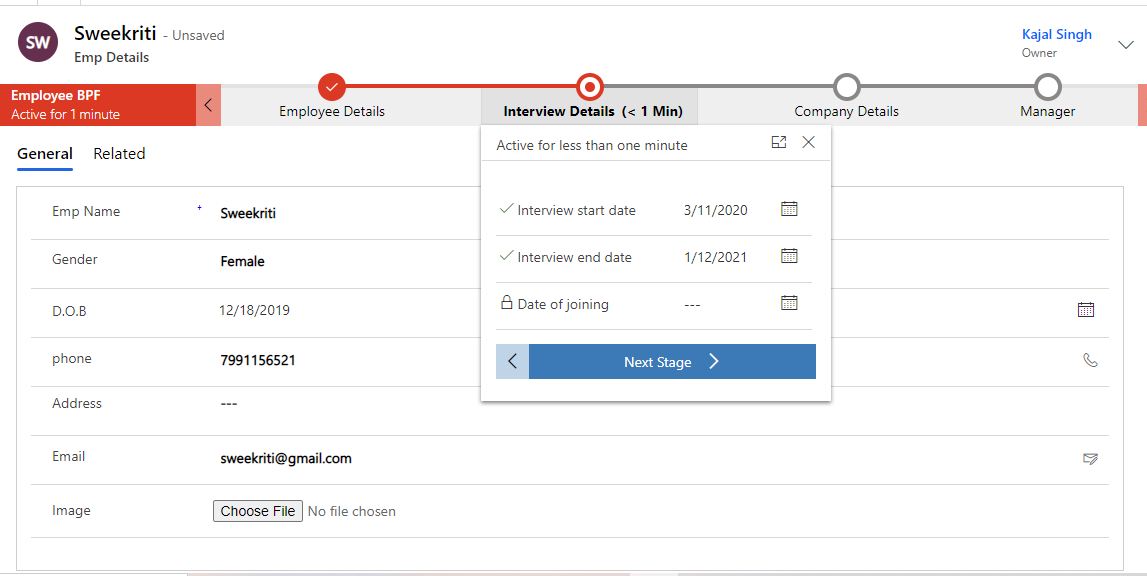 SW
Sweekriti - Unsaved
Emp Details
Kajal Singh
Owner
Employee BPF
Active for 1 minute
Employee Details
Interview Details (< 1 Min)
Company Details
Manager
General Related
Active for less than one minute
Interview start date 3/11/2020
Interview end date 1/12/2021
Date of joining ---
Next Stage
Emp Name + Sweekriti
Gender Female
D.O.B 12/18/2019
phone 7991156521
Address ---
Email sweekriti@gmail.com
Image Choose File No file chosen